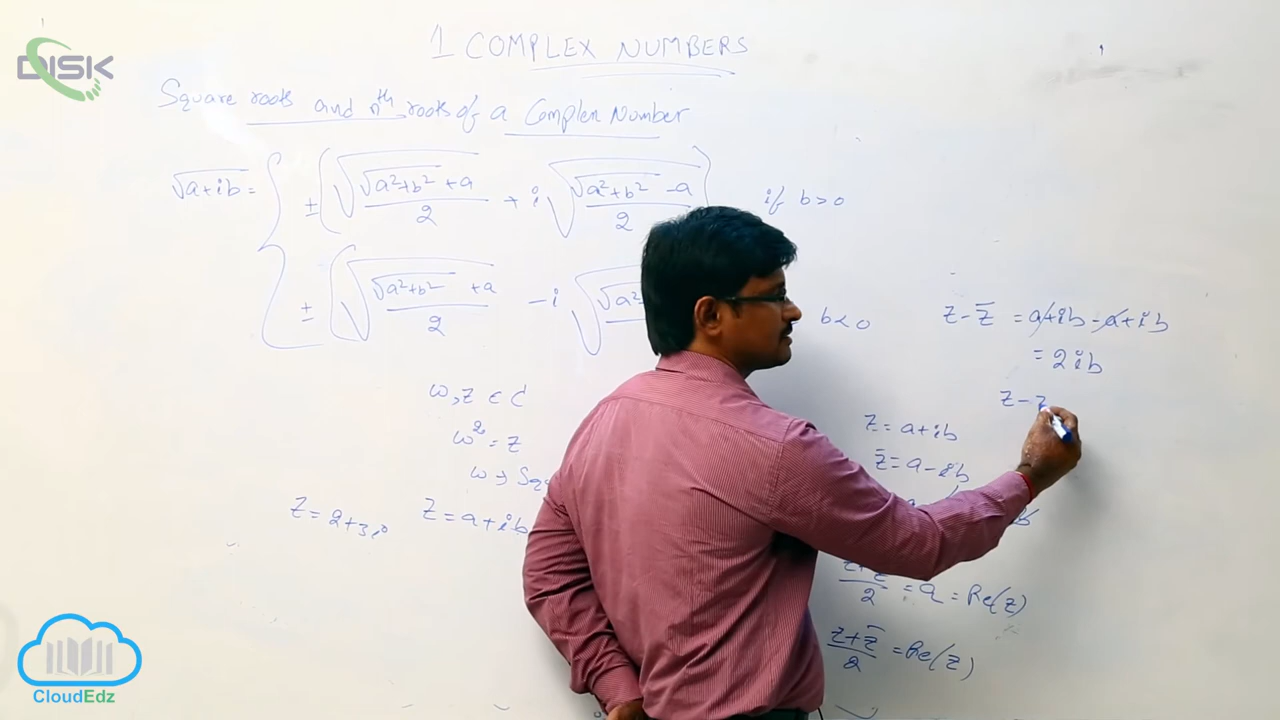 DISK
1 COMPLEX NUMBERS
Square roots and nth roots of a Complex Number
√a+ib = { ± ( √((√a²+b² +a)/2) + i √((√a²+b² -a)/2) ) if b>0
± ( √((√a²+b² +a)/2) -i √(√a² b<0
z - z̄ = a+ib - a+ib
= 2ib
z - z
ω, z ∈ C
ω² = z
ω →
z = 2+3i
z = a+ib
z = a+ib
z̄ = a-ib
(z+z̄)/2 = a = Re(z)
(z+z̄)/2 = Re(z)
CloudEdz